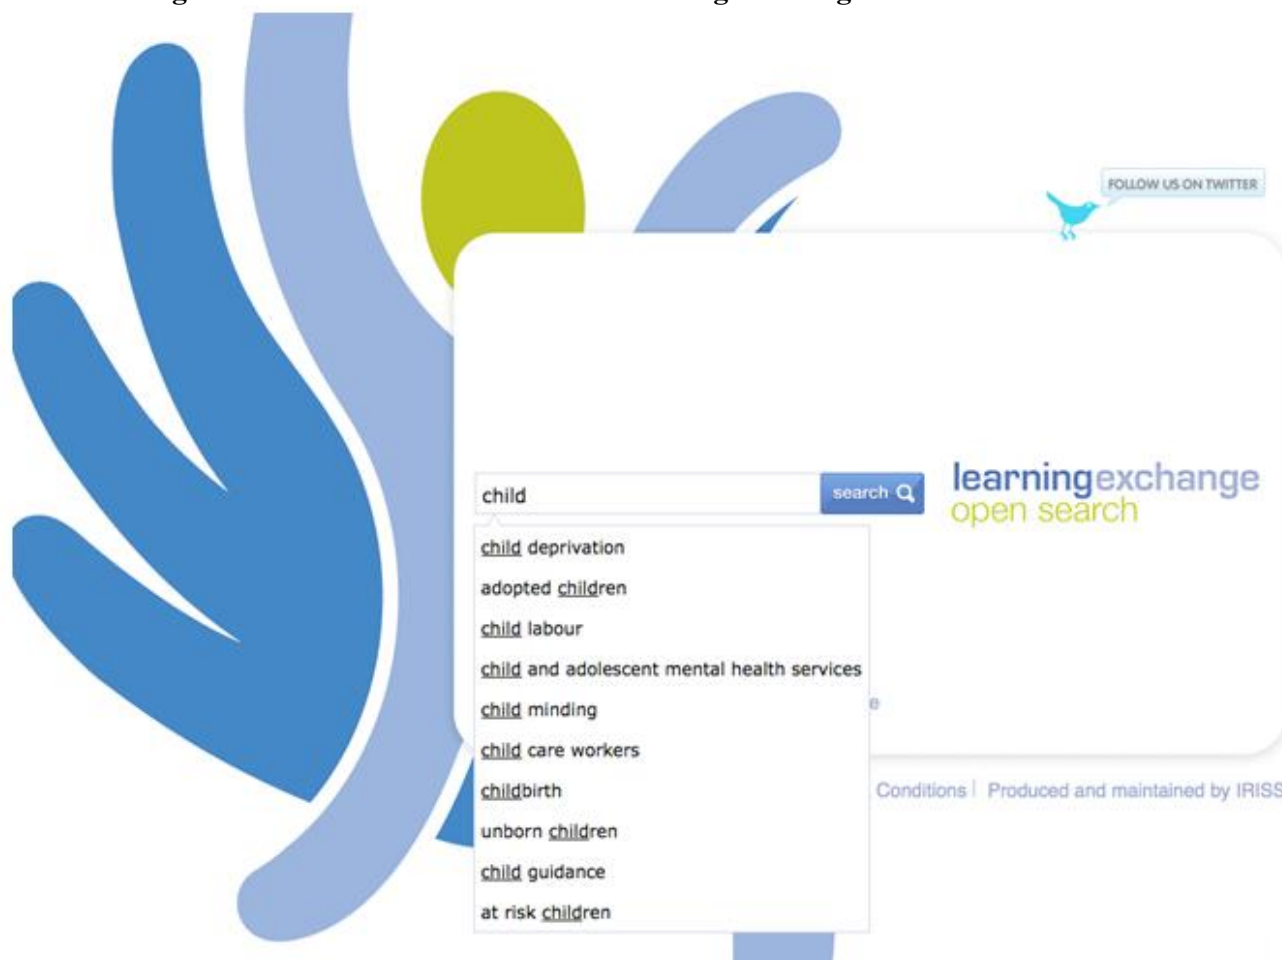 FOLLOW US ON TWITTER
child
search
learningexchange
open search
child deprivation
adopted children
child labour
child and adolescent mental health services
child minding
child care workers
childbirth
unborn children
child guidance
at risk children
e
Conditions | Produced and maintained by IRISS